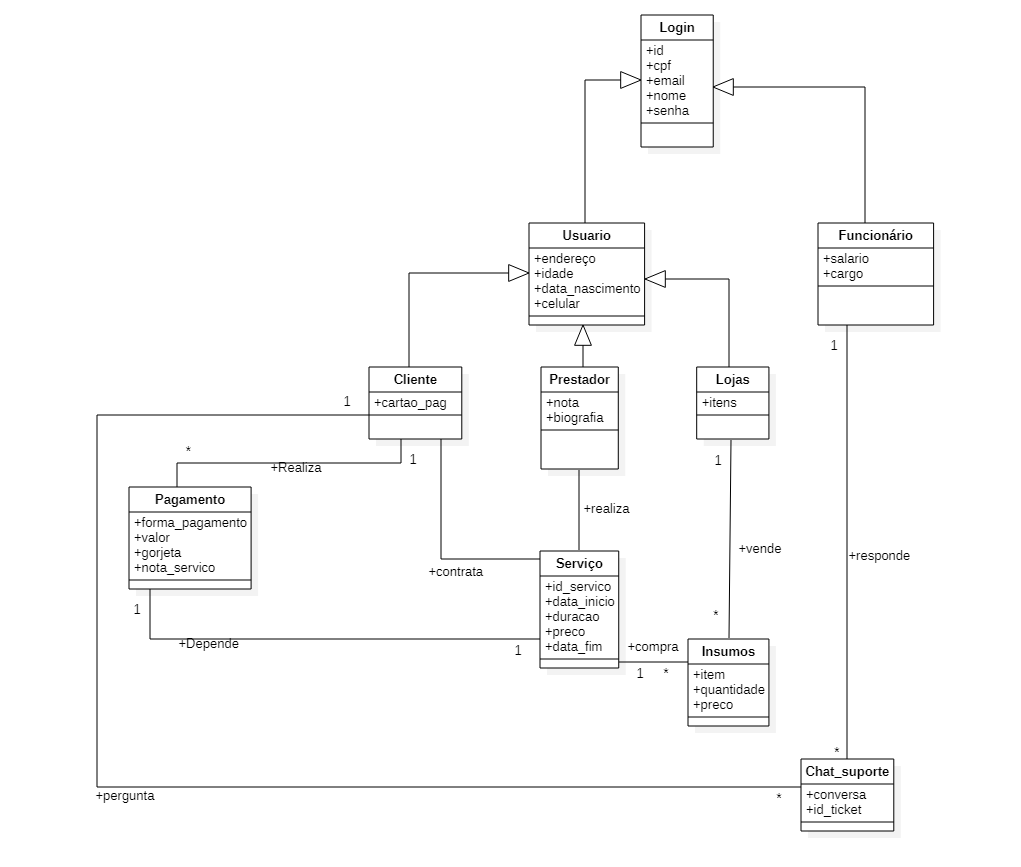 Login
+id
+cpf
+email
+nome
+senha
Usuario
+endereço
+idade
+data_nascimento
+celular
Funcionário
+salario
+cargo
1
Cliente
+cartao_pag
1
Prestador
+nota
+biografia
Lojas
+itens
*
+Realiza
1
1
Pagamento
+forma_pagamento
+valor
+gorjeta
+nota_servico
+realiza
+vende
+responde
+contrata
Serviço
+id_servico
+data_inicio
+duracao
+preco
+data_fim
1
+Depende
1
*
+compra
1 *
Insumos
+item
+quantidade
+preco
*
Chat_suporte
+conversa
+id_ticket
+pergunta
*